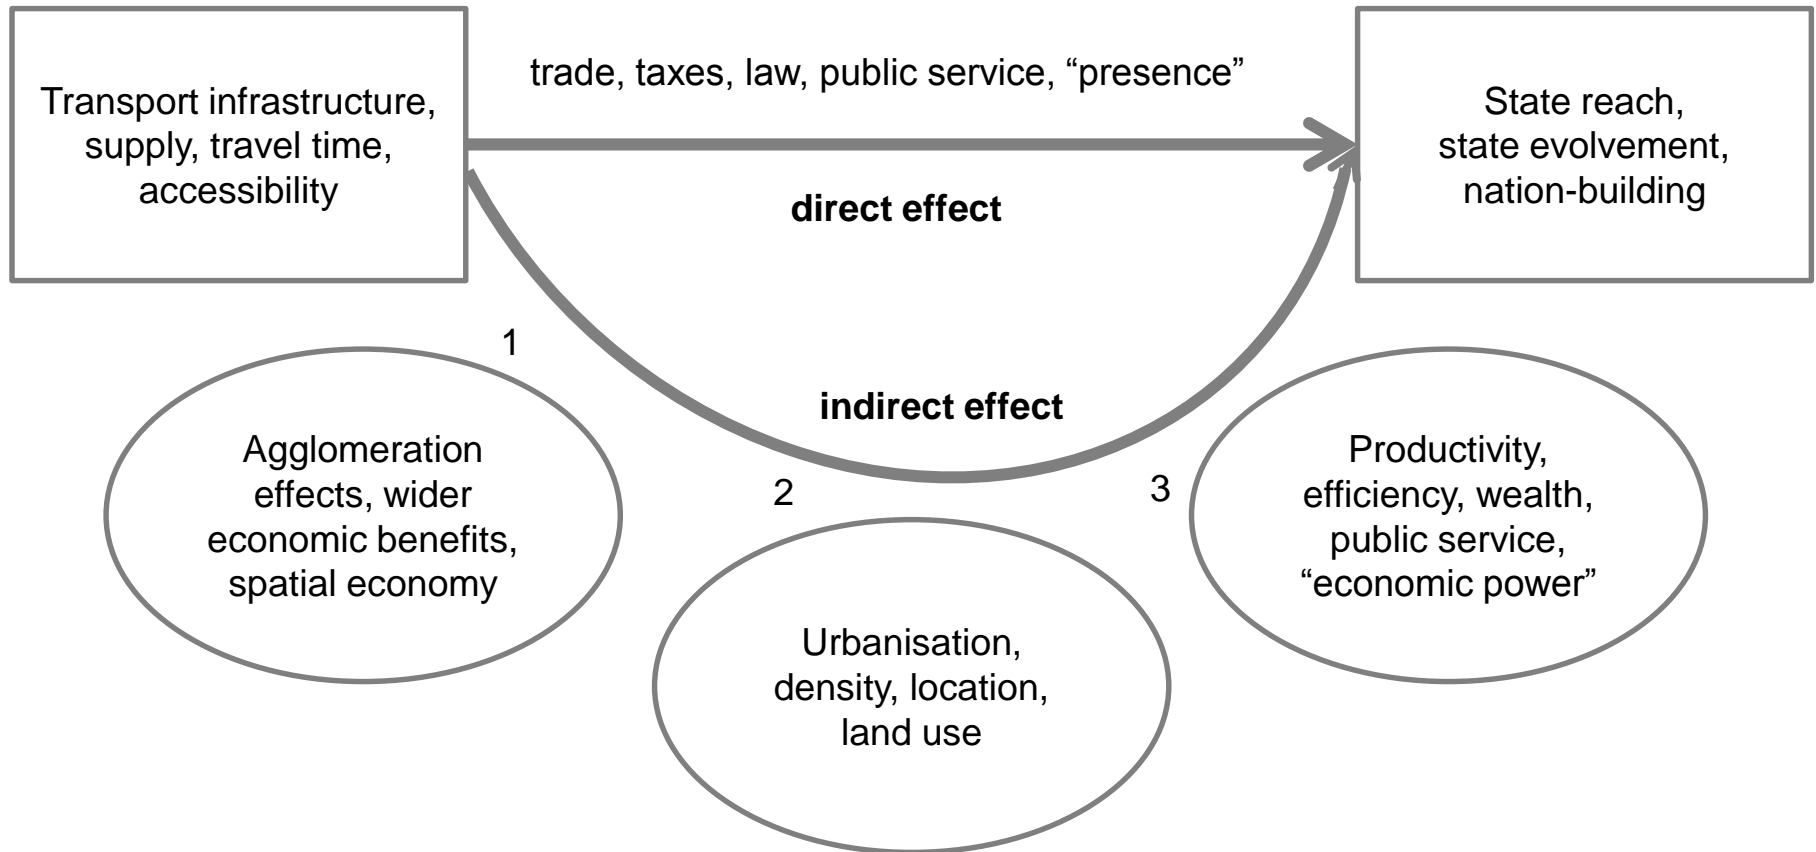 trade, taxes, law, public service, “presence”
Transport infrastructure,
supply, travel time,
accessibility
State reach,
state evolvement,
nation-building
direct effect
1
indirect effect
Agglomeration
effects, wider
economic benefits,
spatial economy
2
3
Productivity,
efficiency, wealth,
public service,
“economic power”
Urbanisation,
density, location,
land use